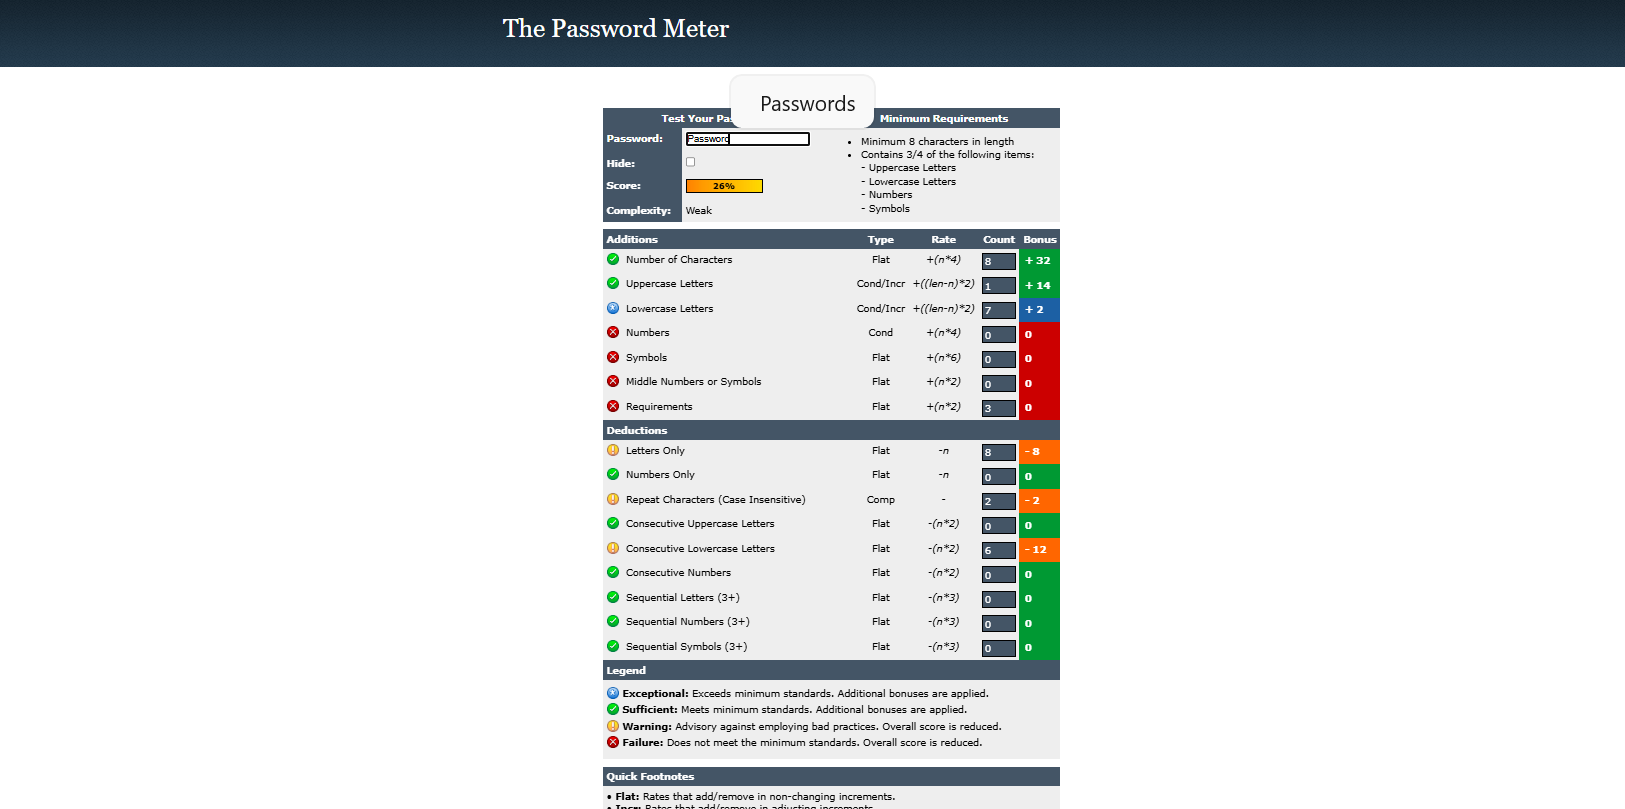 The Password Meter
Passwords
Test Your Pas
Minimum Requirements
Password: Password
Hide:
Score: 26%
Complexity: Weak
• Minimum 8 characters in length
• Contains 3/4 of the following items:
- Uppercase Letters
- Lowercase Letters
- Numbers
- Symbols
Additions Type Rate Count Bonus
Number of Characters Flat +(n*4) 8 + 32
Uppercase Letters Cond/Incr +((len-n)*2) 1 + 14
Lowercase Letters Cond/Incr +((len-n)*2) 7 + 2
Numbers Cond +(n*4) 0 0
Symbols Flat +(n*6) 0 0
Middle Numbers or Symbols Flat +(n*2) 0 0
Requirements Flat +(n*2) 3 0
Deductions
Letters Only Flat -n 8 - 8
Numbers Only Flat -n 0 0
Repeat Characters (Case Insensitive) Comp - 2 - 2
Consecutive Uppercase Letters Flat -(n*2) 0 0
Consecutive Lowercase Letters Flat -(n*2) 6 - 12
Consecutive Numbers Flat -(n*2) 0 0
Sequential Letters (3+) Flat -(n*3) 0 0
Sequential Numbers (3+) Flat -(n*3) 0 0
Sequential Symbols (3+) Flat -(n*3) 0 0
Legend
Exceptional: Exceeds minimum standards. Additional bonuses are applied.
Sufficient: Meets minimum standards. Additional bonuses are applied.
Warning: Advisory against employing bad practices. Overall score is reduced.
Failure: Does not meet the minimum standards. Overall score is reduced.
Quick Footnotes
• Flat: Rates that add/remove in non-changing increments.
• Incr: Rates that add/remove in adjusting increments.